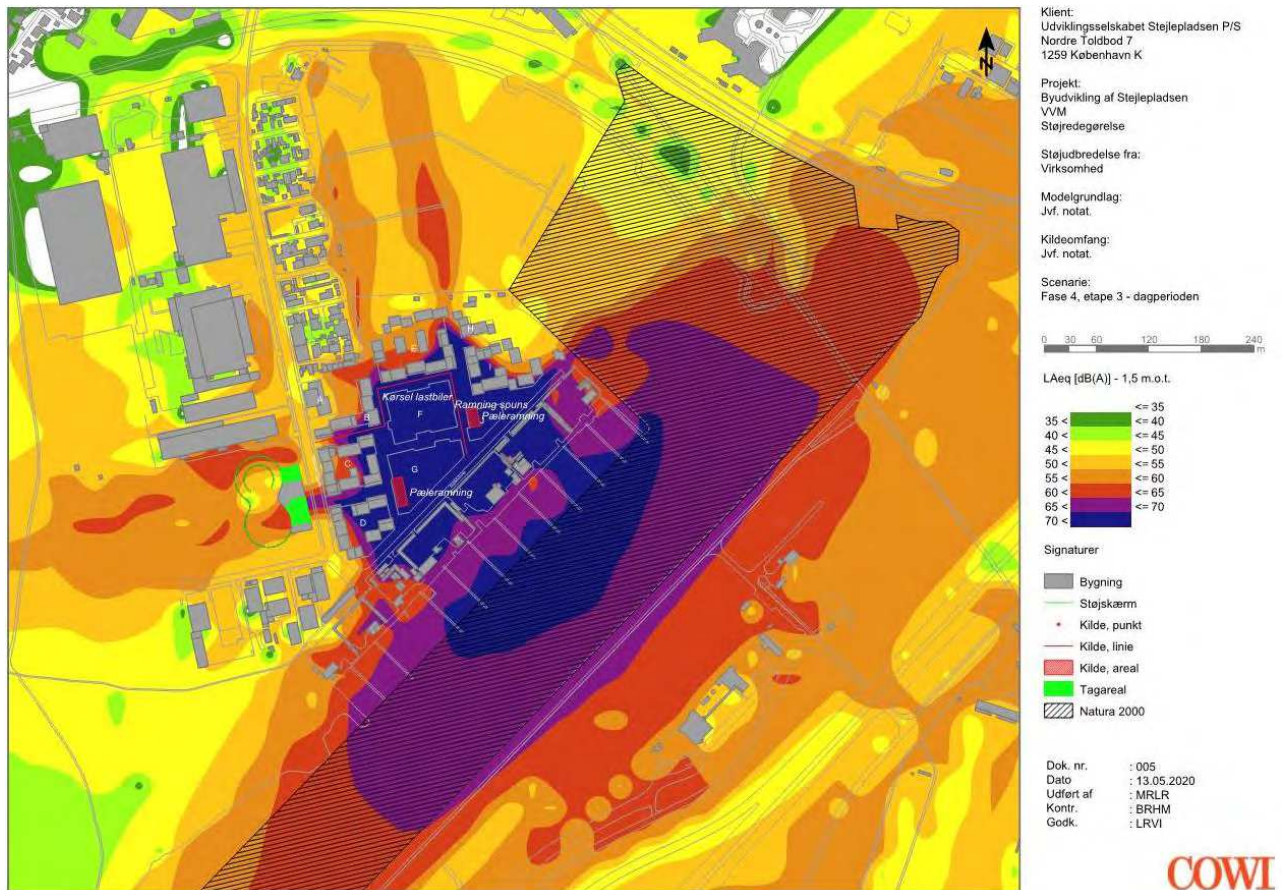 Klient:
Udviklingsselskabet Stejlepladsen P/S
Nordre Toldbod 7
1259 København K
Projekt:
Byudvikling af Stejlepladsen
VVM
Støjredegørelse
Støjudbredelse fra:
Virksomhed
Modelgrundlag:
Jvf. notat.
Kildeomfang:
Jvf. notat.
Scenarie:
Fase 4, etape 3 - dagperioden
0 30 60 120 180 240
m
LAeq [dB(A)] - 1,5 m.o.t.
<= 35
35 < <= 40
40 < <= 45
45 < <= 50
50 < <= 55
55 < <= 60
60 < <= 65
65 < <= 70
70 <
Signaturer
Bygning
Støjskærm
Kilde, punkt
Kilde, linie
Kilde, areal
Tagareal
Natura 2000
Dok. nr. : 005
Dato : 13.05.2020
Udført af : MRLR
Kontr. : BRHM
Godk. : LRVI
COWI
N
H
E
A
Kørsel lastbiler
B
F
Ramning spuns
Pæleramning
C
G
Pæleramning
D